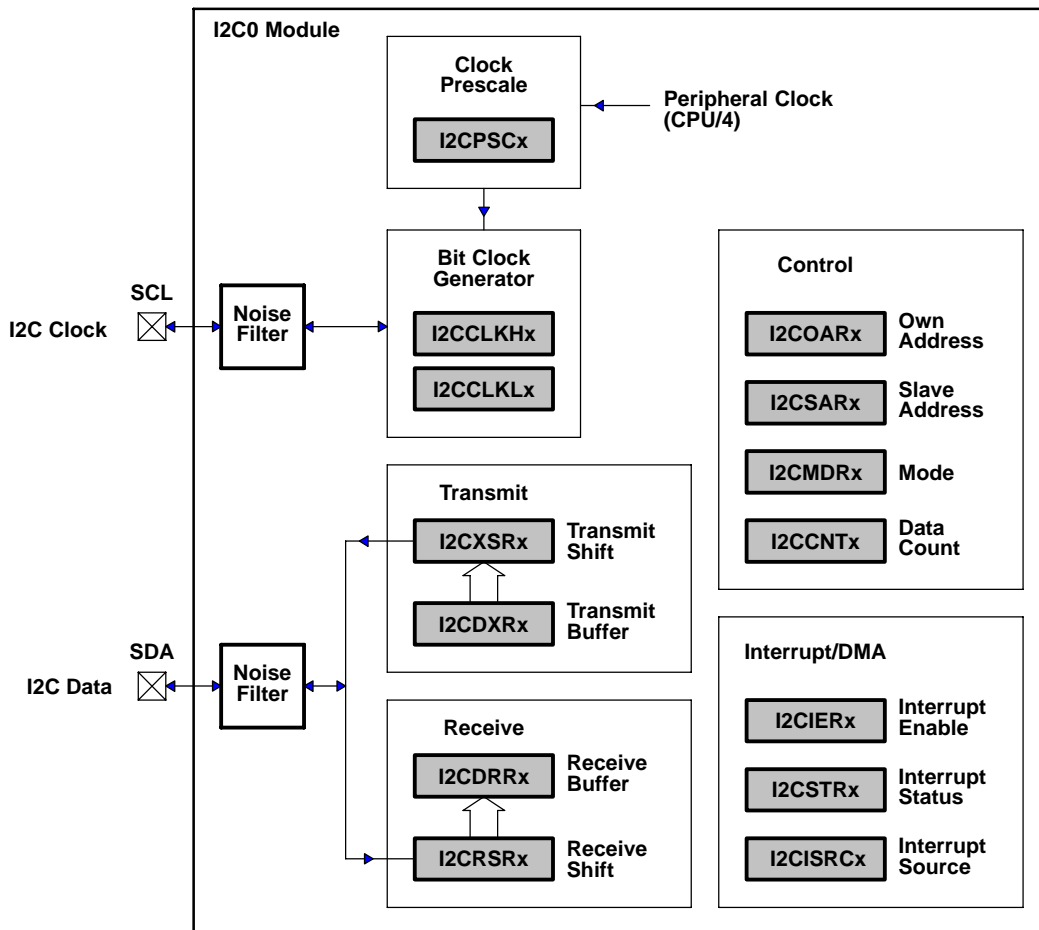 I2C0 Module
Clock
Prescale
I2CPSCx
Peripheral Clock
(CPU/4)
Bit Clock
Generator
I2CCLKHx
I2CCLKLx
SCL
I2C Clock
Noise
Filter
Control
I2COARx
Own
Address
I2CSARx
Slave
Address
I2CMDRx
Mode
I2CCNTx
Data
Count
Transmit
I2CXSRx
Transmit
Shift
I2CDXRx
Transmit
Buffer
SDA
I2C Data
Noise
Filter
Receive
I2CDRRx
Receive
Buffer
I2CRSRx
Receive
Shift
Interrupt/DMA
I2CIERx
Interrupt
Enable
I2CSTRx
Interrupt
Status
I2CISRCx
Interrupt
Source